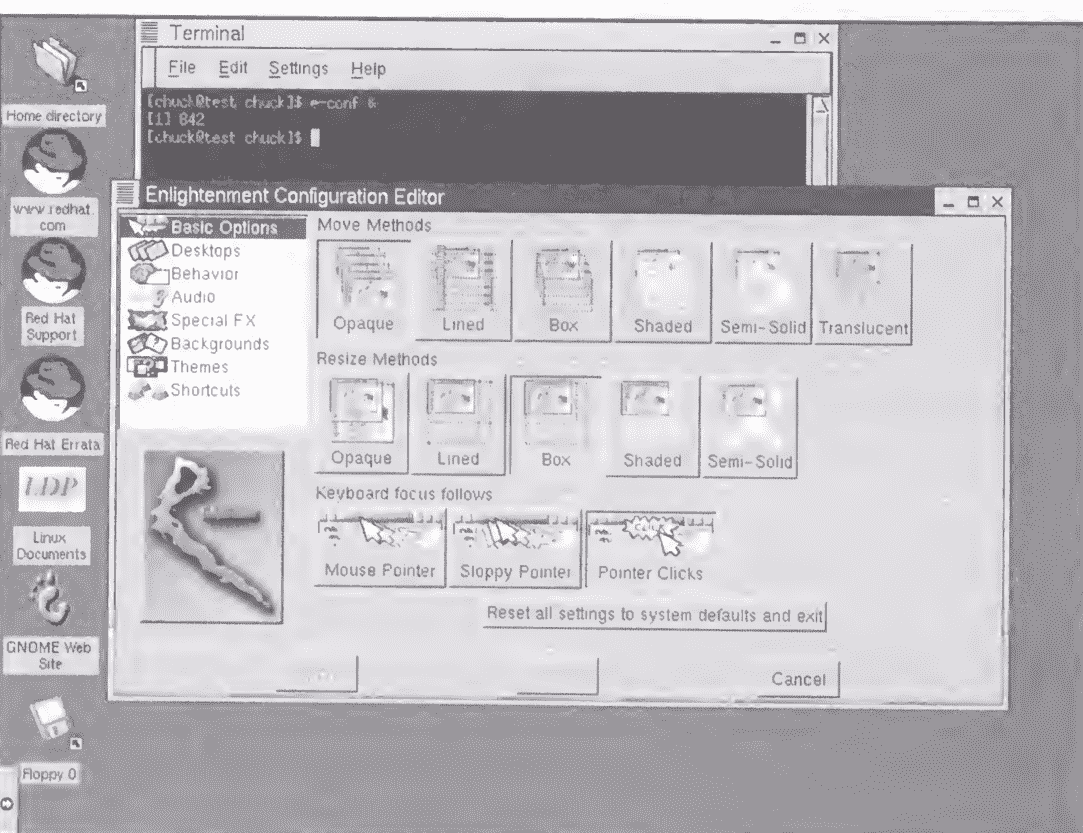 Terminal
File Edit Settings Help
[chuck@test chuck]$ e-conf &
[1] 842
[chuck@test chuck]$
Home directory
www.redhat.
com
Red Hat
Support
Red Hat Errata
LDP
Linux
Documents
GNOME Web
Site
Floppy 0
Enlightenment Configuration Editor
Basic Options
Desktops
Behavior
Audio
Special FX
Backgrounds
Themes
Shortcuts
Move Methods
Opaque Lined Box Shaded Semi-Solid Translucent
Resize Methods
Opaque Lined Box Shaded Semi-Solid
Keyboard focus follows
Mouse Pointer Sloppy Pointer Pointer Clicks
Reset all settings to system defaults and exit
Cancel